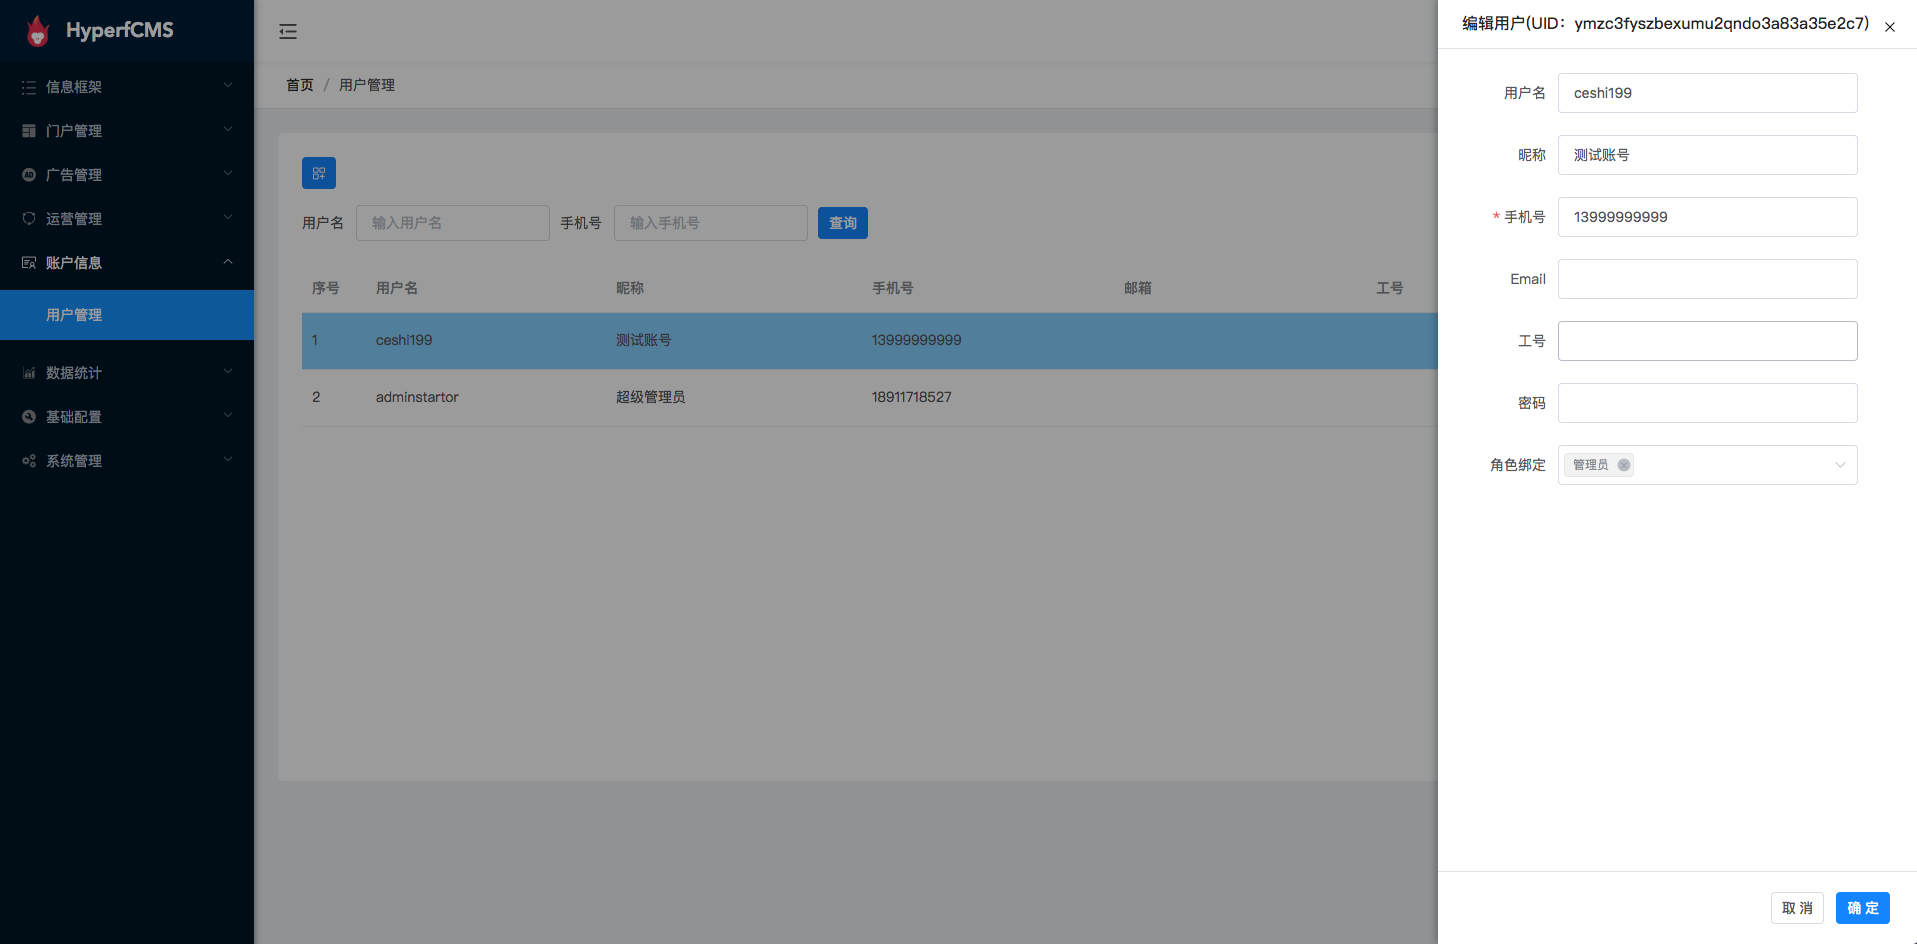 HyperfCMS
信息框架
门户管理
广告管理
运营管理
账户信息
用户管理
数据统计
基础配置
系统管理
首页 / 用户管理
用户名 输入用户名 手机号 输入手机号 查询
序号 用户名 昵称 手机号 邮箱 工号
1 ceshi199 测试账号 13999999999
2 adminstartor 超级管理员 18911718527
编辑用户(UID：ymzc3fyszbexumu2qndo3a83a35e2c7)
用户名 ceshi199
昵称 测试账号
* 手机号 13999999999
Email
工号
密码
角色绑定 管理员
取 消 确 定